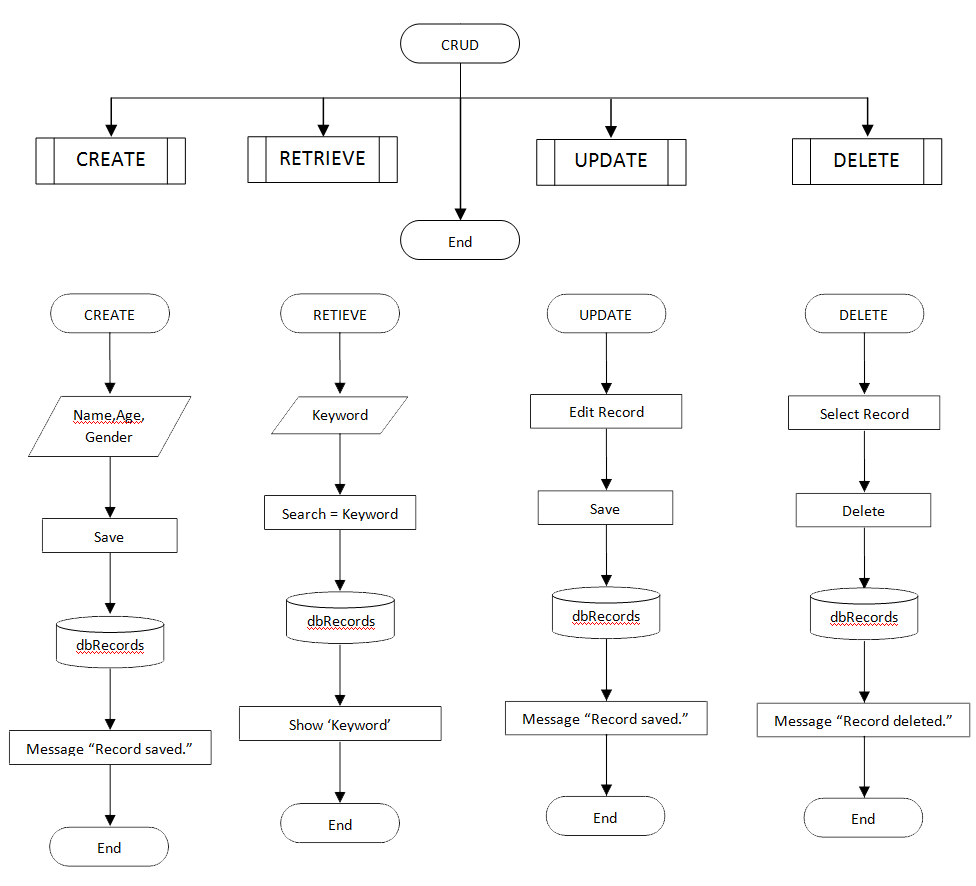 CRUD
CREATE
RETRIEVE
UPDATE
DELETE
End
CREATE
Name,Age,
Gender
Save
dbRecords
Message “Record saved.”
End
RETIEVE
Keyword
Search = Keyword
dbRecords
Show ‘Keyword’
End
UPDATE
Edit Record
Save
dbRecords
Message “Record saved.”
End
DELETE
Select Record
Delete
dbRecords
Message “Record deleted.”
End